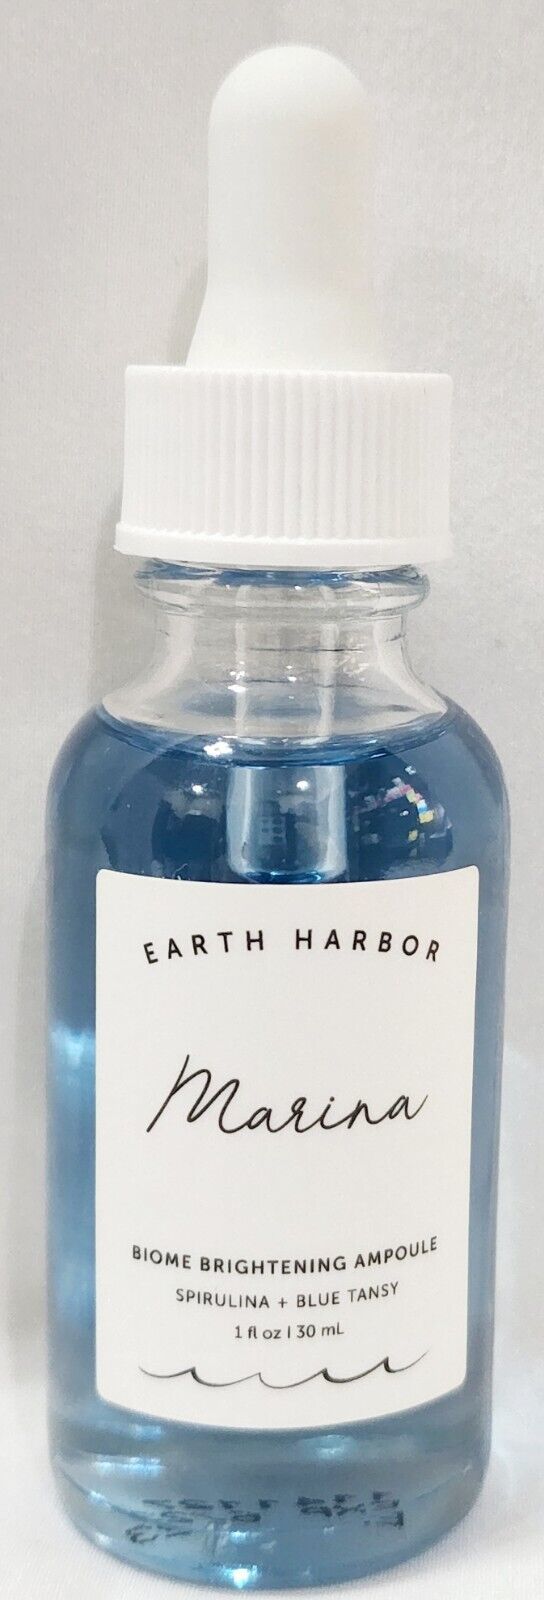 EARTH HARBOR
Marina
BIOME BRIGHTENING AMPOULE
SPIRULINA + BLUE TANSY
1 fl oz | 30 mL